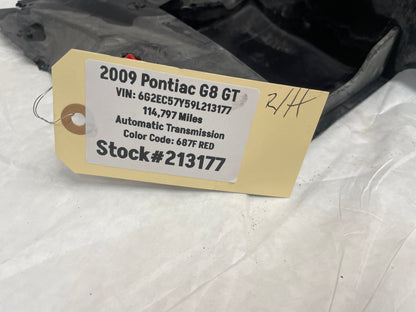 2009 Pontiac G8 GT
VIN: 6G2EC57Y59L213177
114,797 Miles
Automatic Transmission
Color Code: 687F RED
Stock#213177